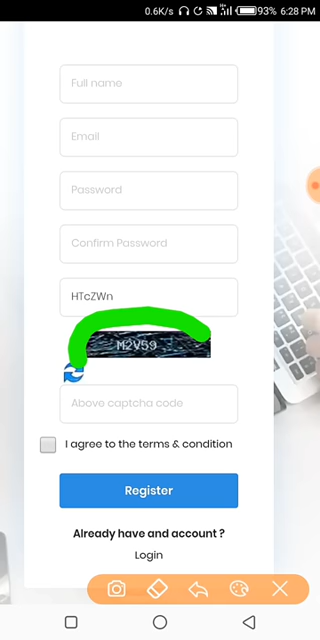 0.6K/s 93% 6:28 PM
Full name
Email
Password
Confirm Password
HTcZWn
M2V59
Above captcha code
I agree to the terms & condition
Register
Already have and account ?
Login